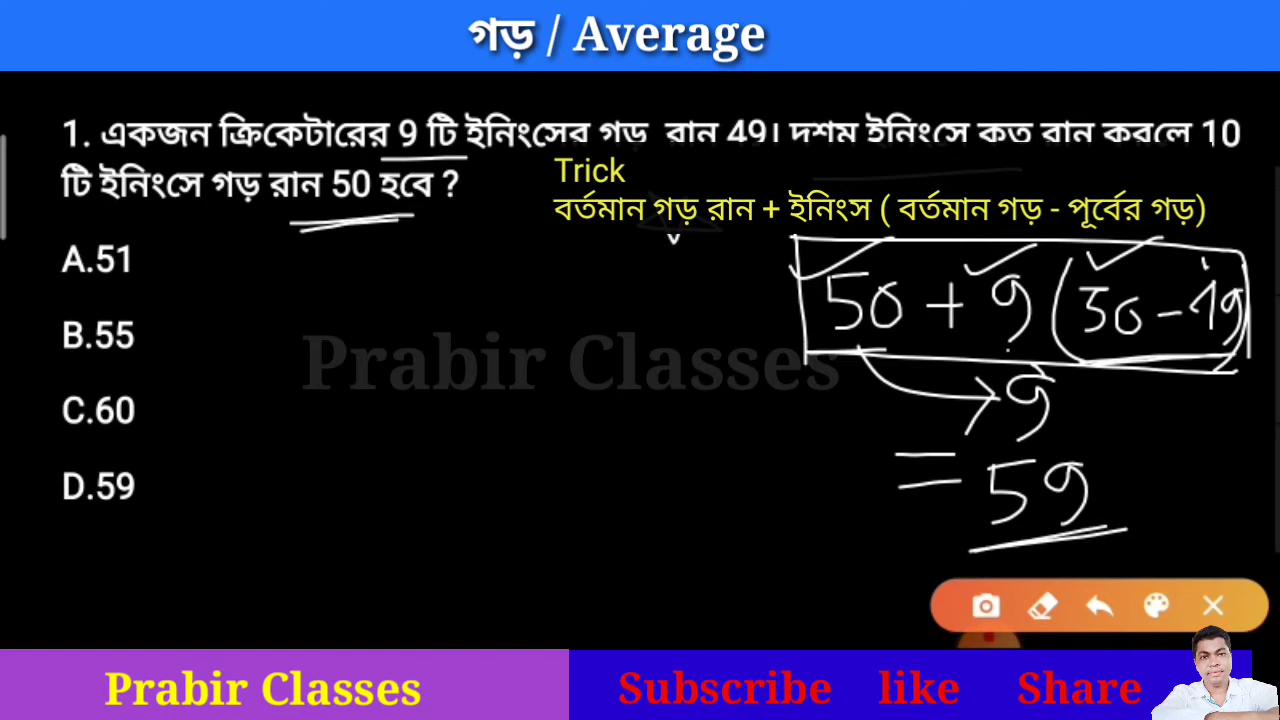 গড় / Average
1. একজন ক্রিকেটারের 9 টি ইনিংসের গড় রান 49। দশম ইনিংসে কত রান করলে 10
টি ইনিংসে গড় রান 50 হবে ?
Trick
বর্তমান গড় রান + ইনিংস ( বর্তমান গড় - পূর্বের গড়)
A.51
B.55
C.60
D.59
50 + 9 (50 - 49)
9
= 59
Prabir Classes
Prabir Classes
Subscribe like Share